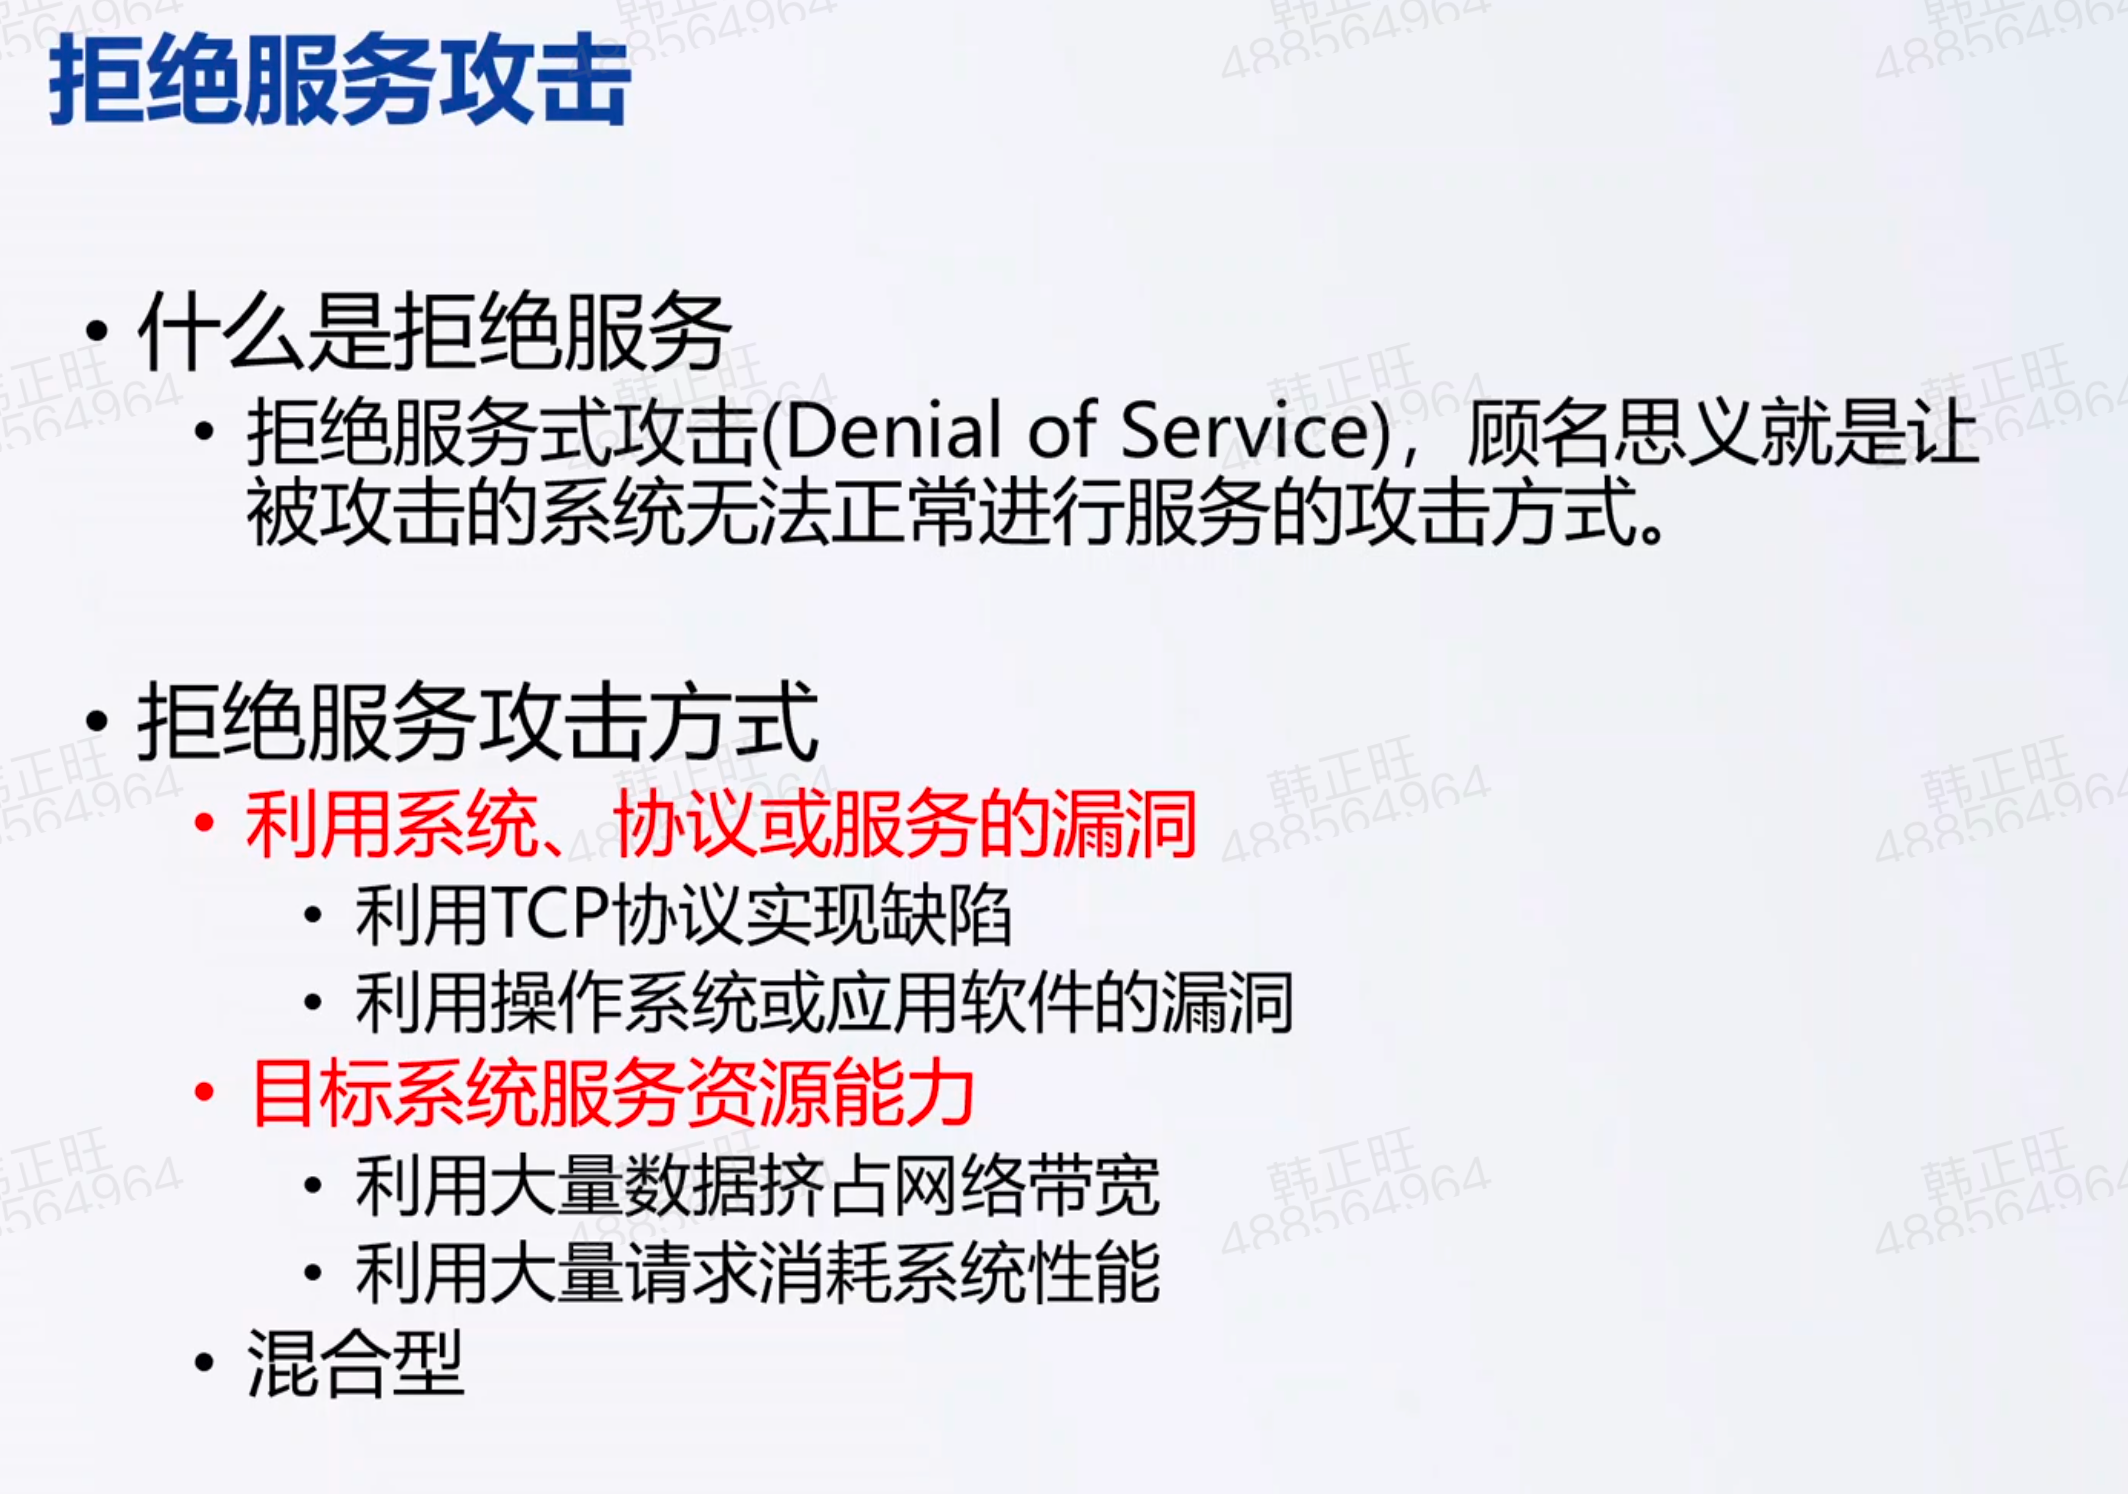 拒绝服务攻击
• 什么是拒绝服务
• 拒绝服务式攻击(Denial of Service)，顾名思义就是让
被攻击的系统无法正常进行服务的攻击方式。
• 拒绝服务攻击方式
• 利用系统、协议或服务的漏洞
• 利用TCP协议实现缺陷
• 利用操作系统或应用软件的漏洞
• 目标系统服务资源能力
• 利用大量数据挤占网络带宽
• 利用大量请求消耗系统性能
• 混合型
韩正旺
488564964